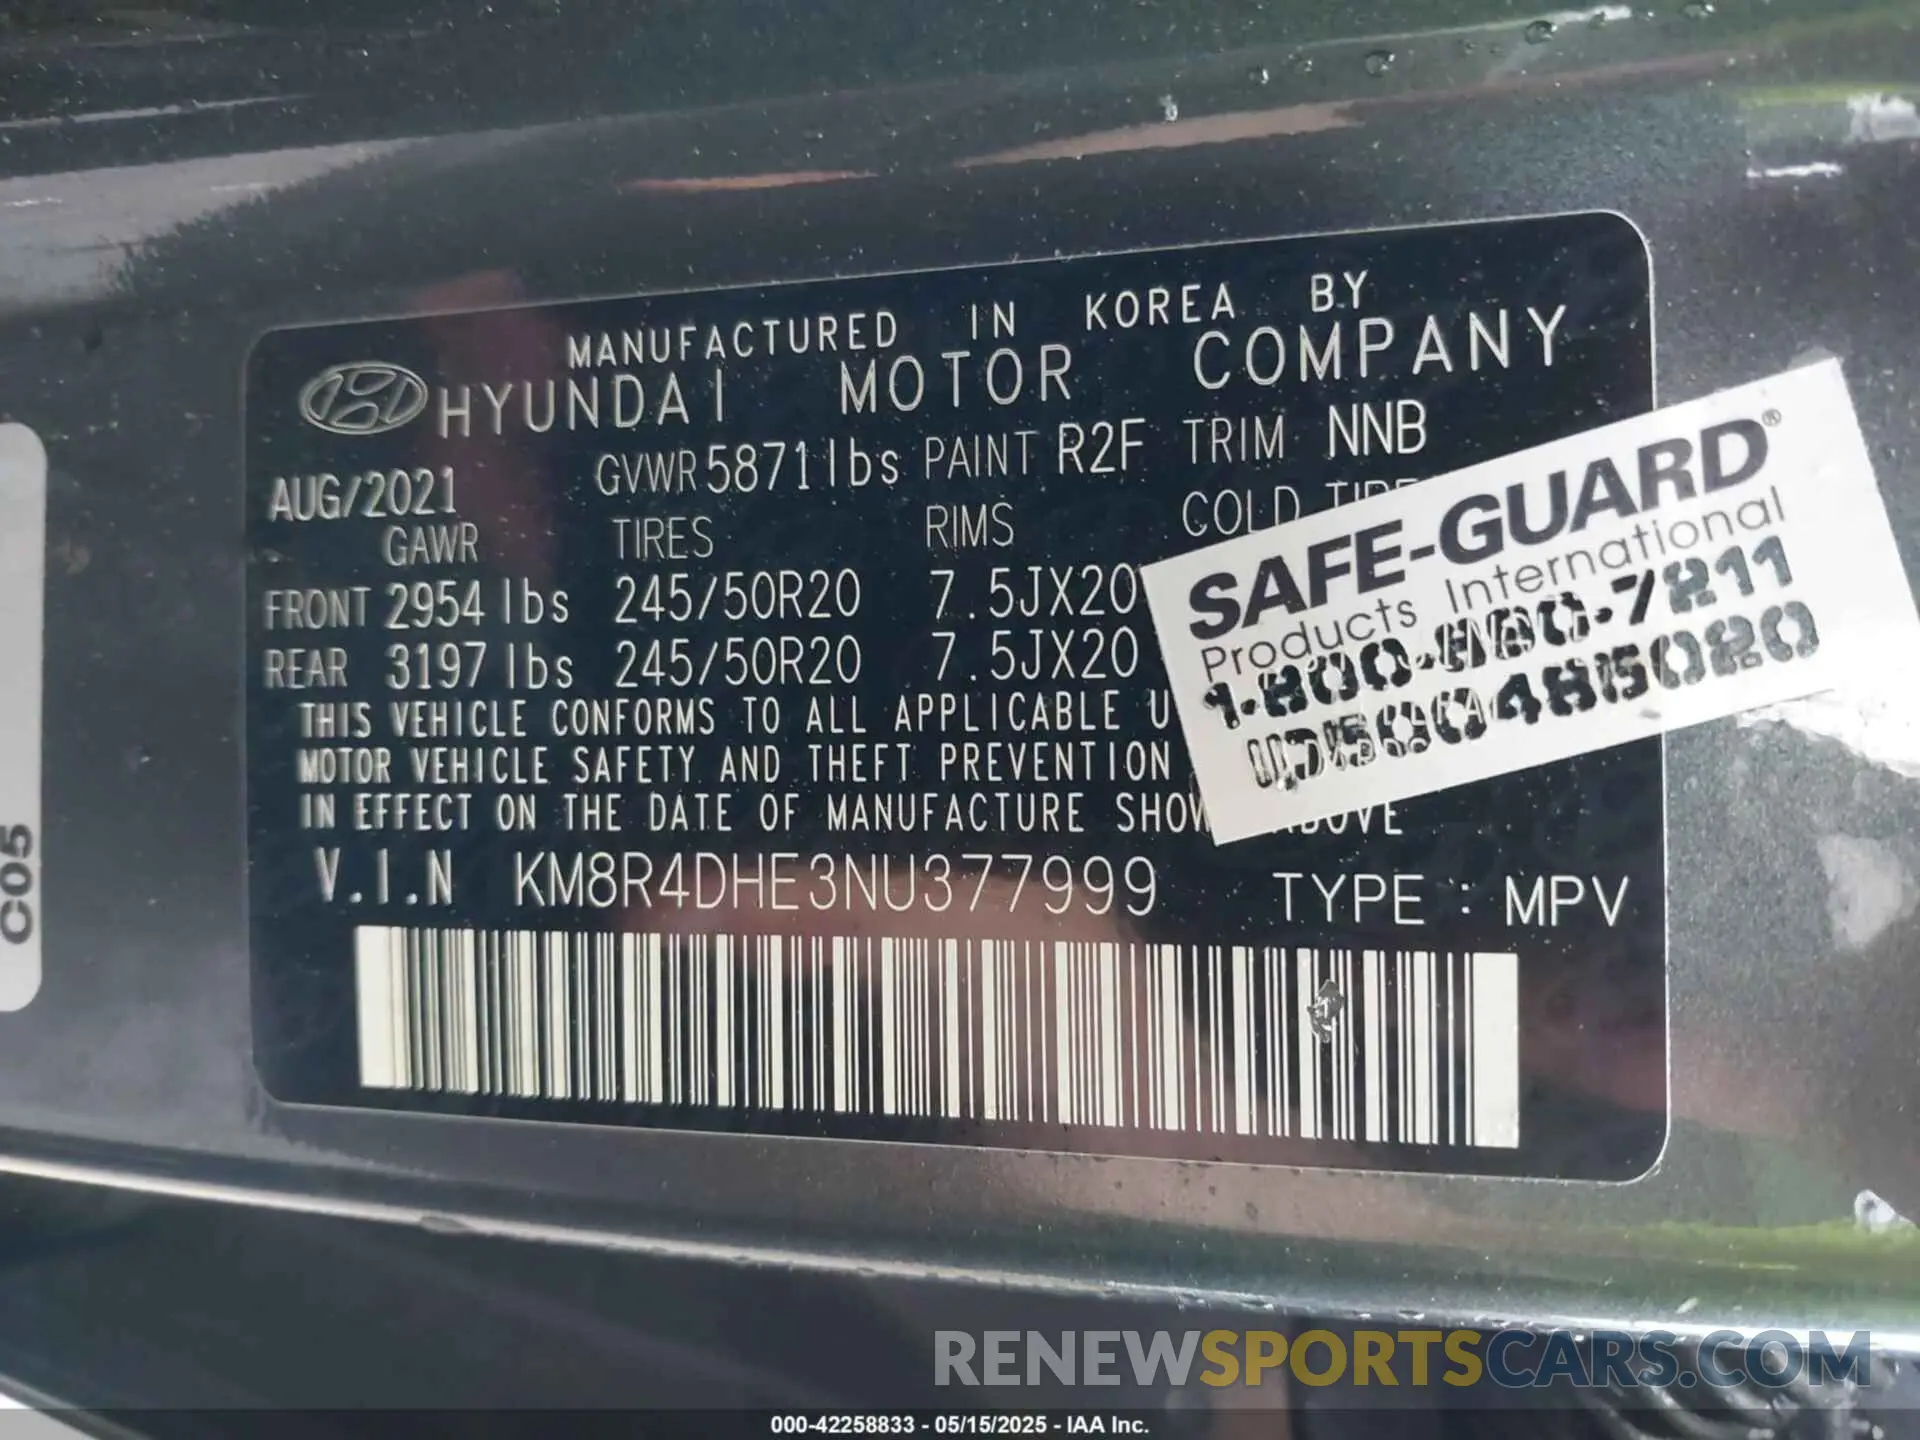 MANUFACTURED IN KOREA BY
HYUNDAI MOTOR COMPANY
AUG/2021 GVWR 5871lbs PAINT R2F TRIM NNB
GAWR TIRES RIMS COLD TIRE
FRONT 2954 lbs 245/50R20 7.5JX20
REAR 3197 lbs 245/50R20 7.5JX20
THIS VEHICLE CONFORMS TO ALL APPLICABLE U
MOTOR VEHICLE SAFETY AND THEFT PREVENTION
IN EFFECT ON THE DATE OF MANUFACTURE SHOW ABOVE
V.I.N KM8R4DHE3NU377999 TYPE : MPV
SAFE-GUARD®
Products International
C05
RENEWSPORTSCARS.COM
000-42258833 - 05/15/2025 - IAA Inc.